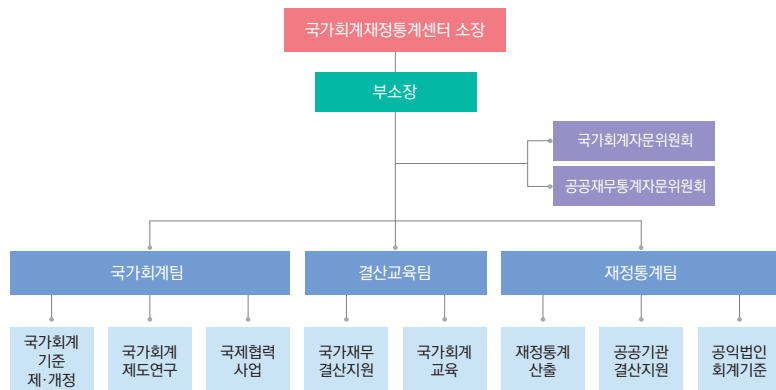 국가회계재정통계센터 소장
부소장
국가회계자문위원회
공공재무통계자문위원회
국가회계팀
결산교육팀
재정통계팀
국가회계
기준
제·개정
국가회계
제도연구
국제협력
사업
국가재무
결산지원
국가회계
교육
재정통계
산출
공공기관
결산지원
공익법인
회계기준